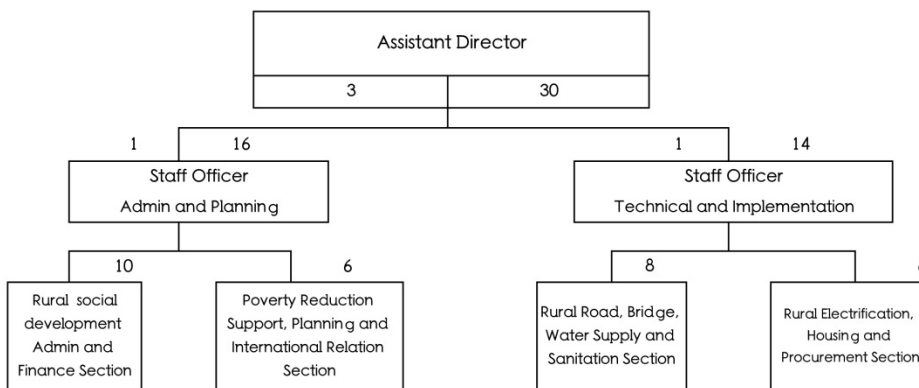 Assistant Director
3 30
1 16
Staff Officer
Admin and Planning
1 14
Staff Officer
Technical and Implementation
10
Rural social
development
Admin and
Finance Section
6
Poverty Reduction
Support, Planning and
International Relation
Section
8
Rural Road, Bridge,
Water Supply and
Sanitation Section
Rural Electrification,
Housing and
Procurement Section